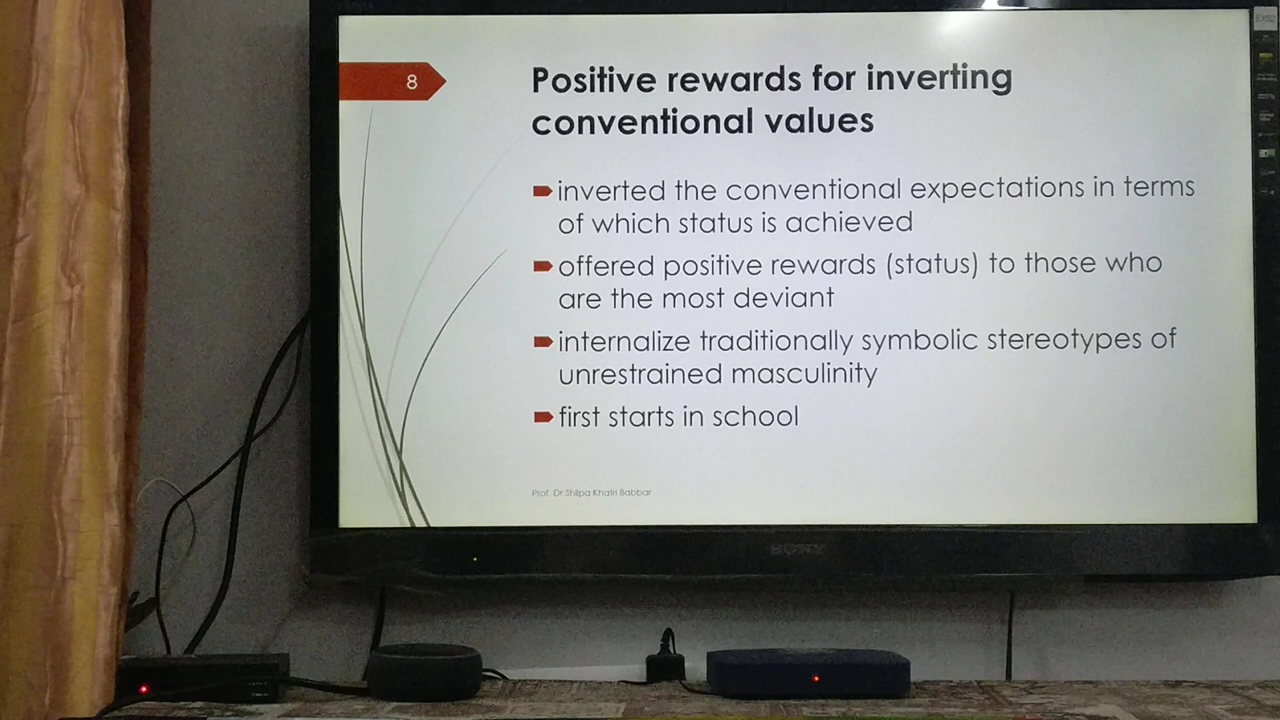 8
Positive rewards for inverting
conventional values
inverted the conventional expectations in terms
of which status is achieved
offered positive rewards (status) to those who
are the most deviant
internalize traditionally symbolic stereotypes of
unrestrained masculinity
first starts in school
Prof. Dr Shilpa Khatri Babbar
SONY